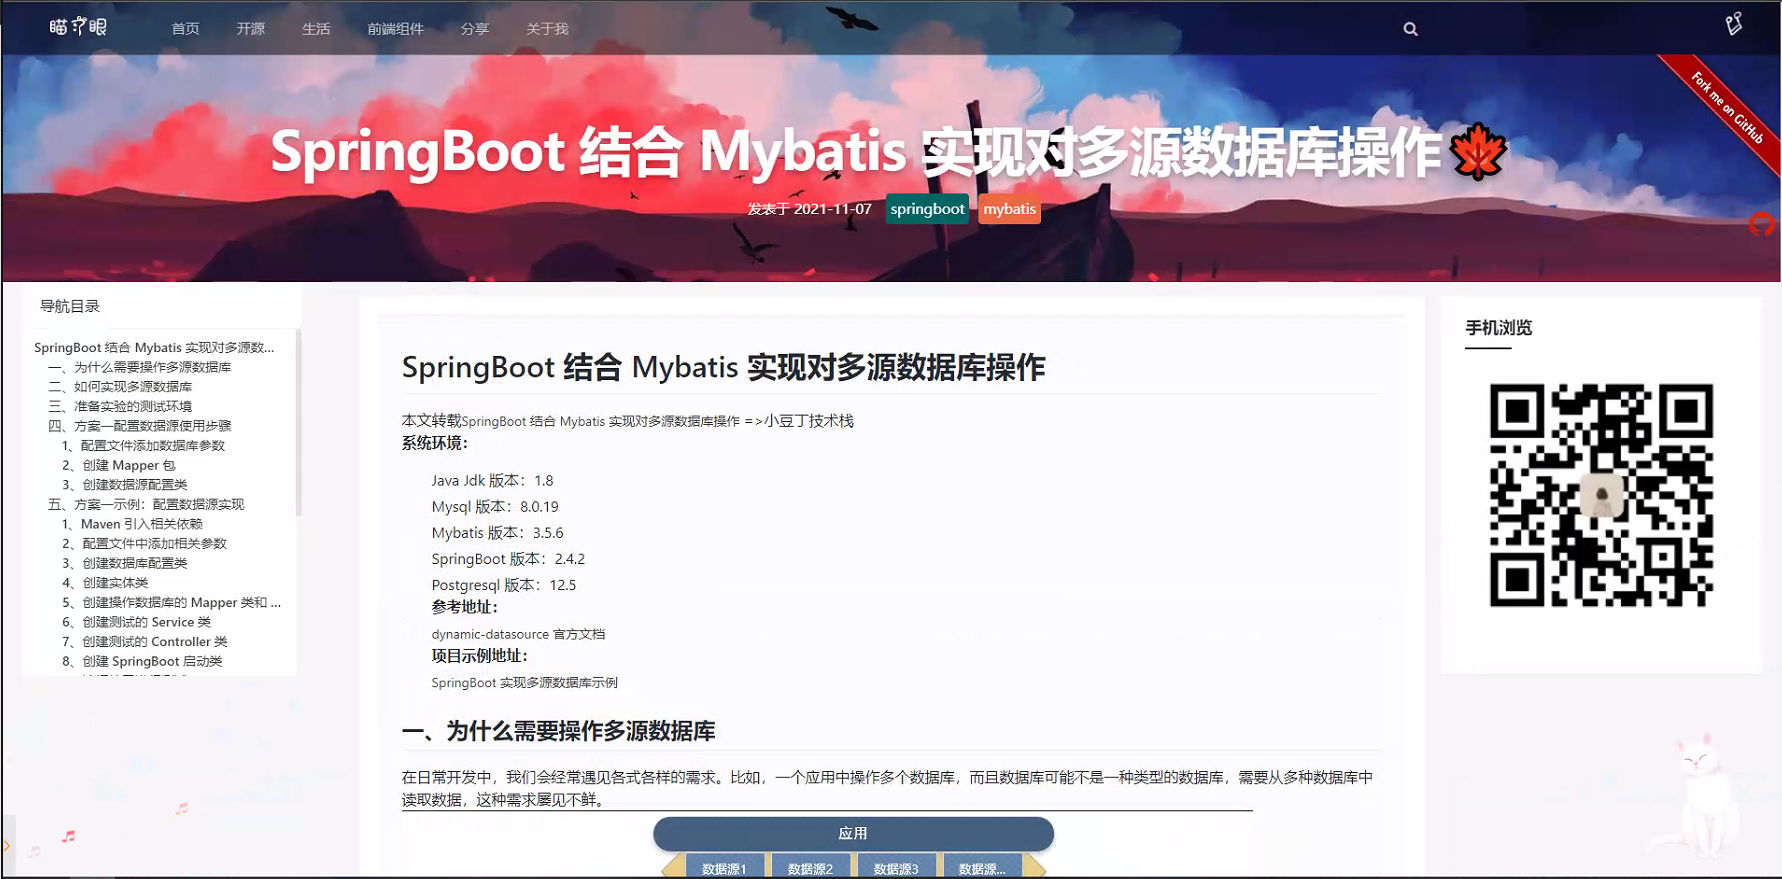 瞄眼
首页 开源 生活 前端组件 分享 关于我
Fork me on GitHub
SpringBoot 结合 Mybatis 实现对多源数据库操作
发表于 2021-11-07 springboot mybatis
导航目录
SpringBoot 结合 Mybatis 实现对多源数...
一、为什么需要操作多源数据库
二、如何实现多源数据库
三、准备实验的测试环境
四、方案一配置数据源使用步骤
1、配置文件添加数据库参数
2、创建 Mapper 包
3、创建数据源配置类
五、方案一示例：配置数据源实现
1、Maven 引入相关依赖
2、配置文件中添加相关参数
3、创建数据库配置类
4、创建实体类
5、创建操作数据库的 Mapper 类和 ...
6、创建测试的 Service 类
7、创建测试的 Controller 类
8、创建 SpringBoot 启动类
SpringBoot 结合 Mybatis 实现对多源数据库操作
本文转载SpringBoot 结合 Mybatis 实现对多源数据库操作 =>小豆丁技术栈
系统环境：
Java Jdk 版本：1.8
Mysql 版本：8.0.19
Mybatis 版本：3.5.6
SpringBoot 版本：2.4.2
Postgresql 版本：12.5
参考地址：
dynamic-datasource 官方文档
项目示例地址：
SpringBoot 实现多源数据库示例
一、为什么需要操作多源数据库
在日常开发中，我们会经常遇见各式各样的需求。比如，一个应用中操作多个数据库，而且数据库可能不是一种类型的数据库，需要从多种数据库中
读取数据，这种需求屡见不鲜。
应用
数据源1 数据源2 数据源3 数据源...
手机浏览